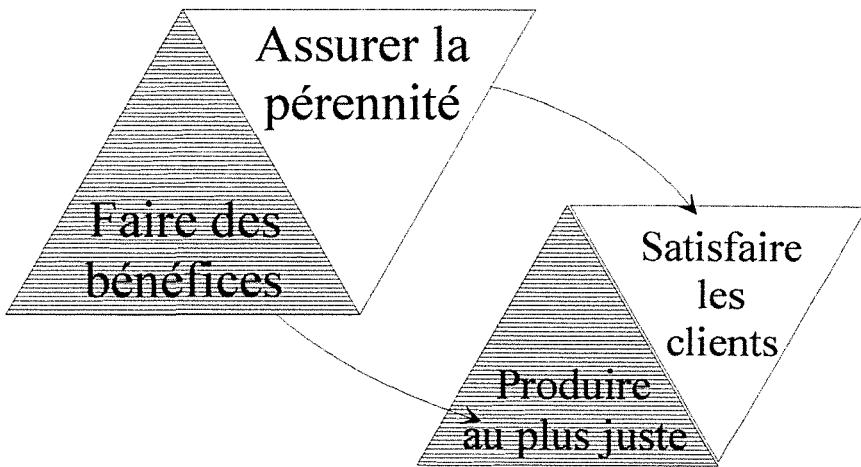 Assurer la
pérennité
Faire des
bénéfices
Satisfaire
les
clients
Produire
au plus juste